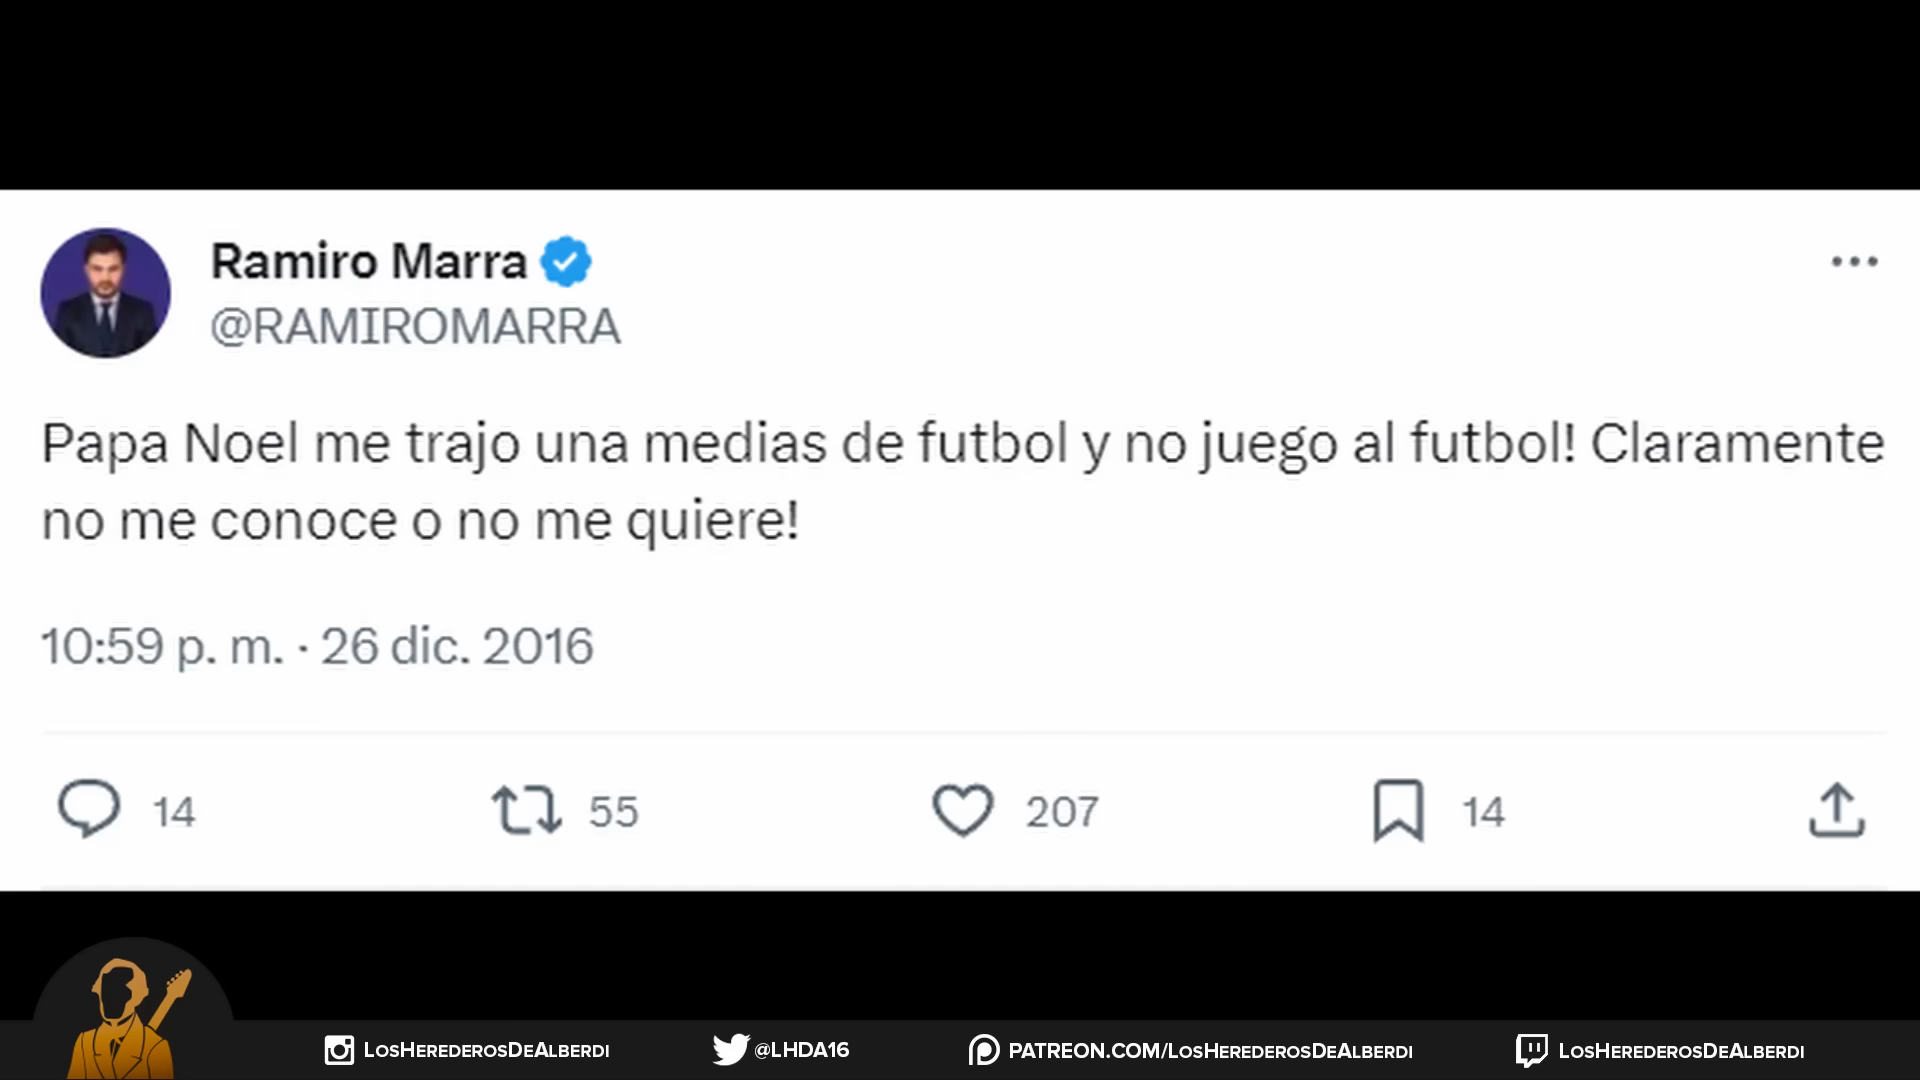 Ramiro Marra
@RAMIROMARRA
Papa Noel me trajo una medias de futbol y no juego al futbol! Claramente
no me conoce o no me quiere!
10:59 p. m. · 26 dic. 2016
14 55 207 14
LosHerederosDeAlberdi @LHDA16 PATREON.COM/LosHerederosDeAlberdi LosHerederosDeAlberdi